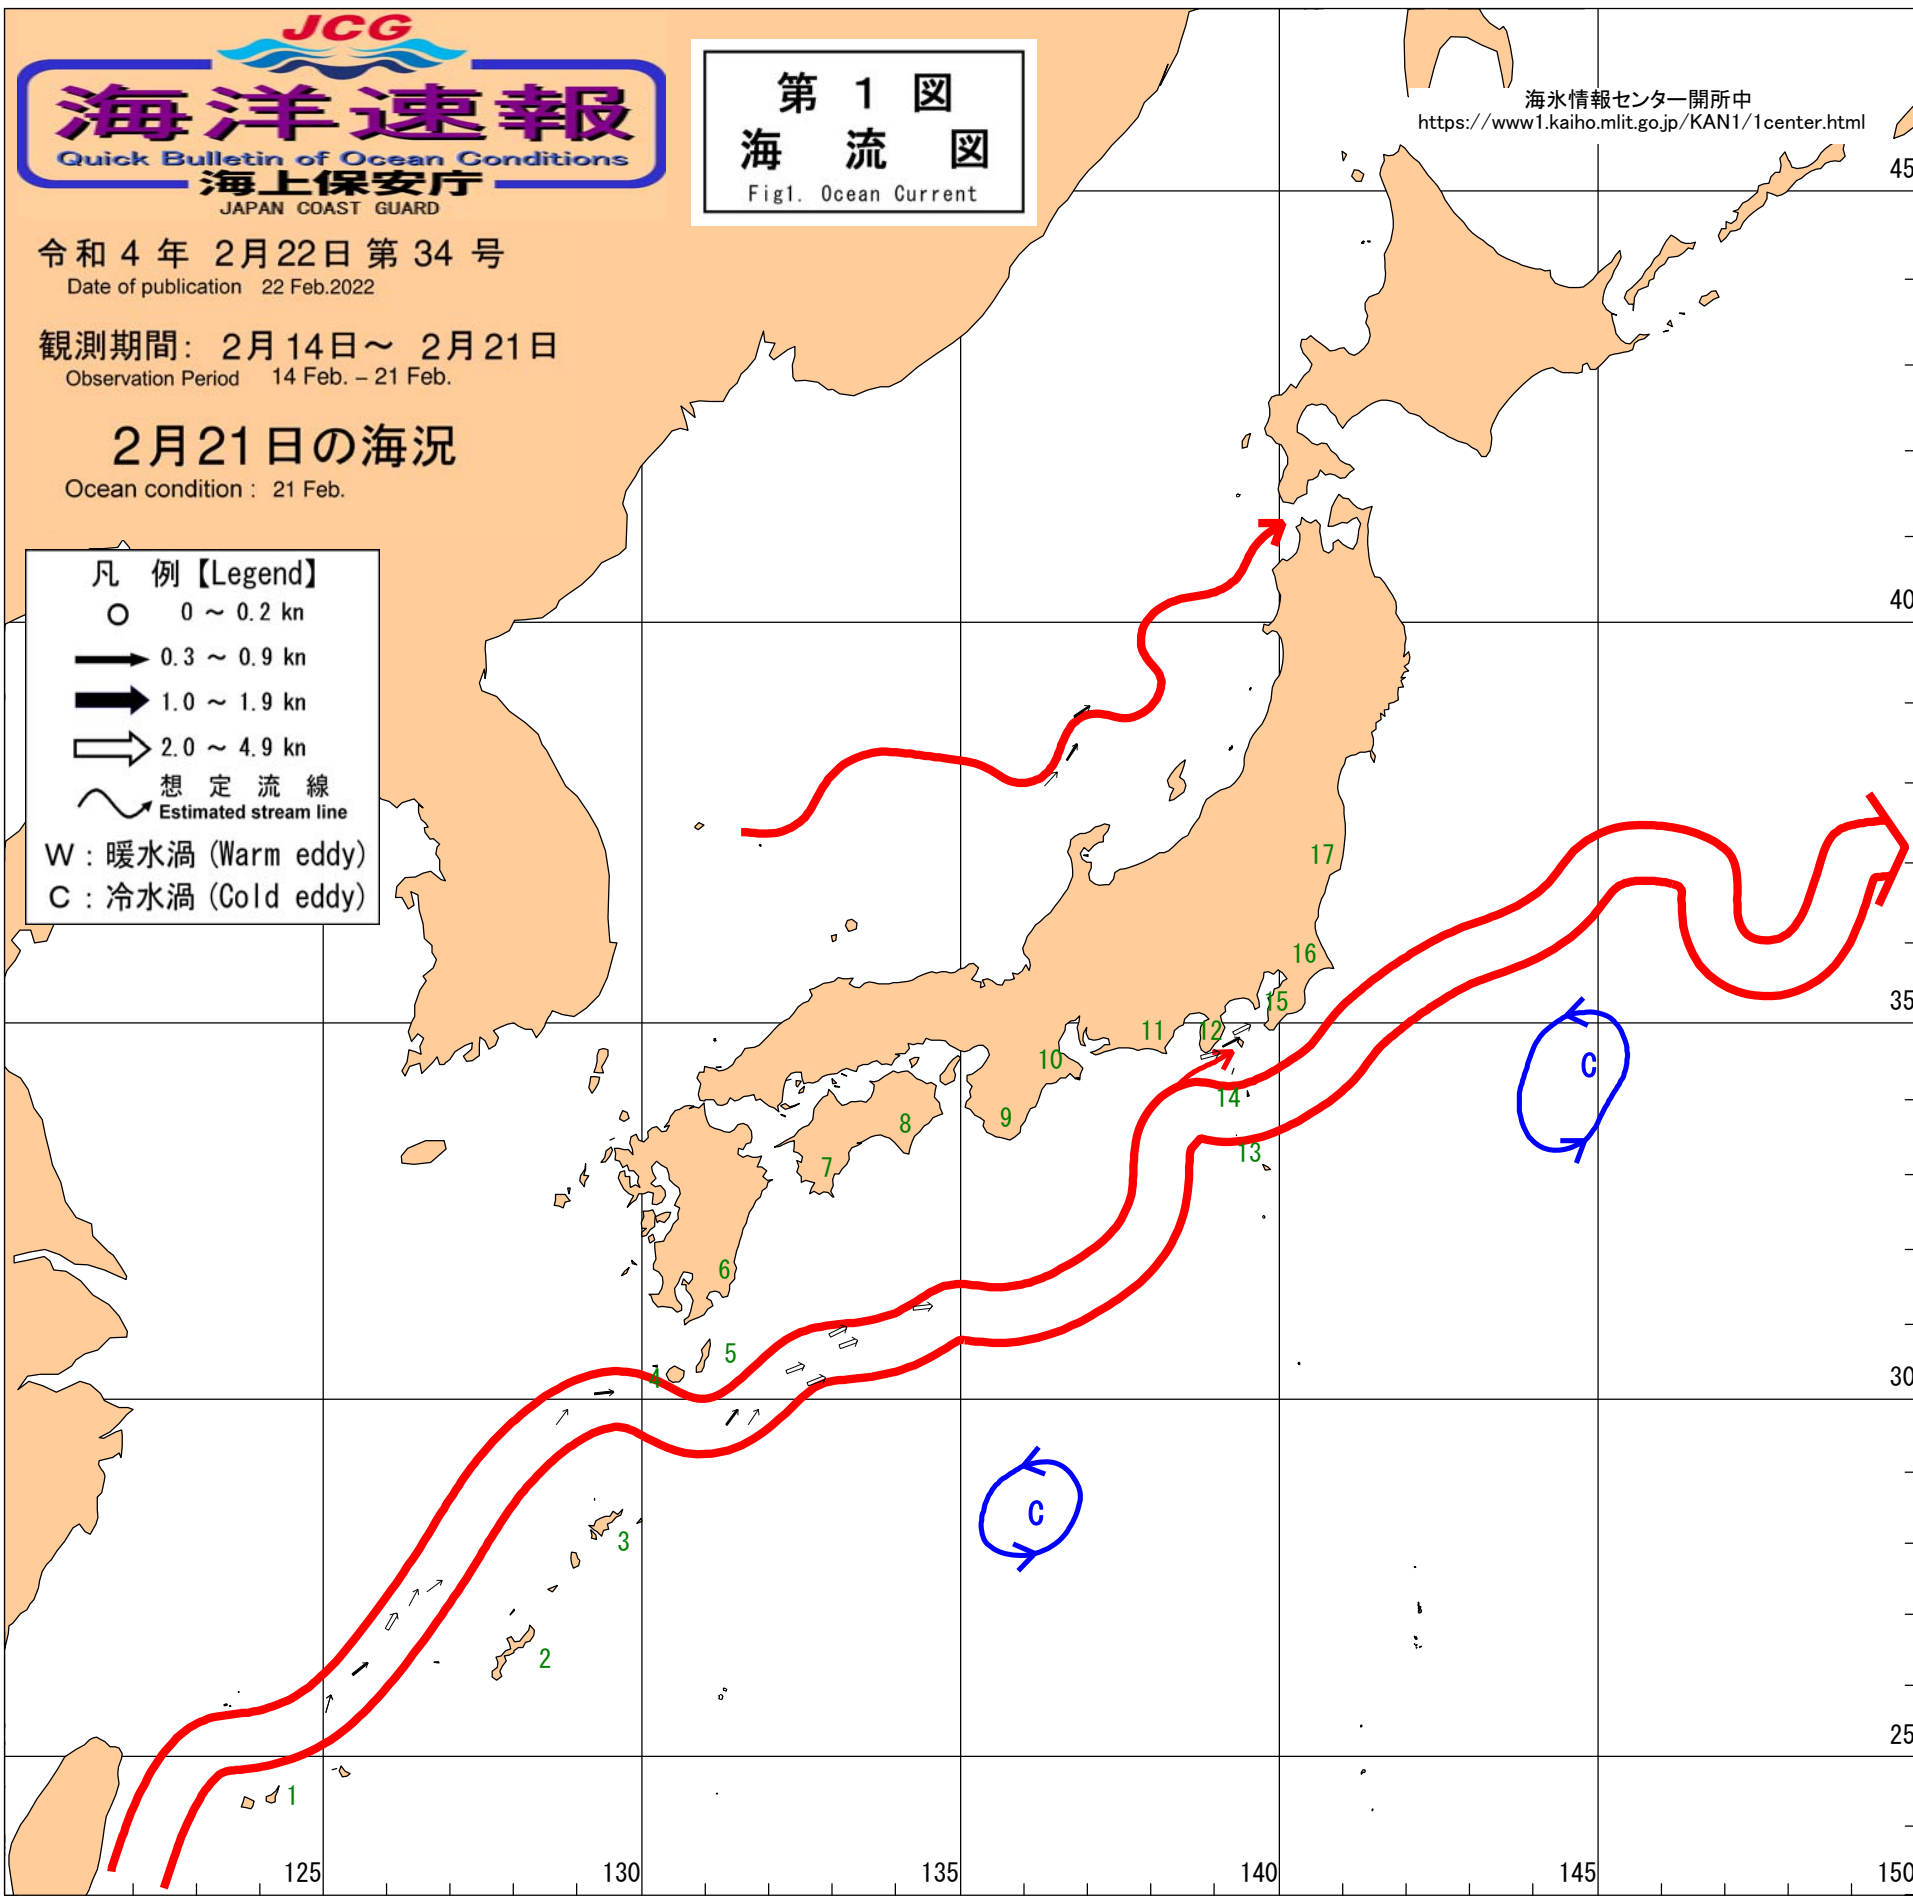 JCG
海洋速報
Quick Bulletin of Ocean Conditions
海上保安庁
JAPAN COAST GUARD
第 1 図
海 流 図
Fig1. Ocean Current
海氷情報センター開所中
https://www1.kaiho.mlit.go.jp/KAN1/1center.html
令和 4 年 2月22日 第 34 号
Date of publication 22 Feb.2022
観測期間： 2月14日～ 2月21日
Observation Period 14 Feb. – 21 Feb.
2月21日の海況
Ocean condition : 21 Feb.
凡 例【Legend】
0 ～ 0.2 kn
0.3 ～ 0.9 kn
1.0 ～ 1.9 kn
2.0 ～ 4.9 kn
想 定 流 線
Estimated stream line
W : 暖水渦 (Warm eddy)
C : 冷水渦 (Cold eddy)
45
40
17
16
35
15
12
11
10
C
14
9
8
13
7
6
5
4
30
C
3
2
25
1
125
130
135
140
145
150